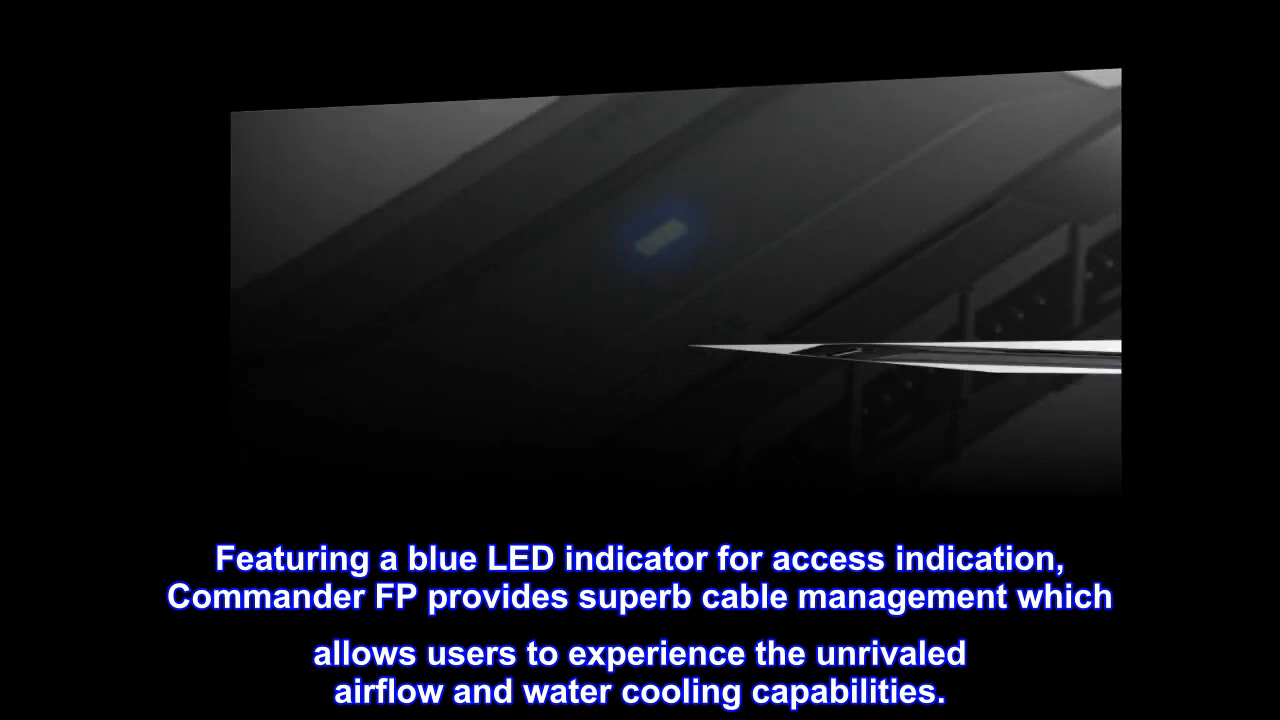 Featuring a blue LED indicator for access indication,
Commander FP provides superb cable management which
allows users to experience the unrivaled
airflow and water cooling capabilities.